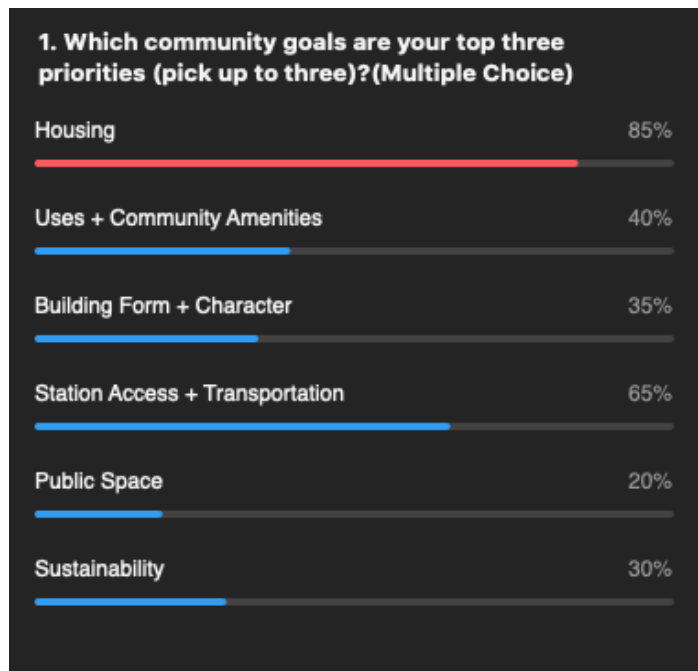 1. Which community goals are your top three
priorities (pick up to three)?(Multiple Choice)
Housing 85%
Uses + Community Amenities 40%
Building Form + Character 35%
Station Access + Transportation 65%
Public Space 20%
Sustainability 30%